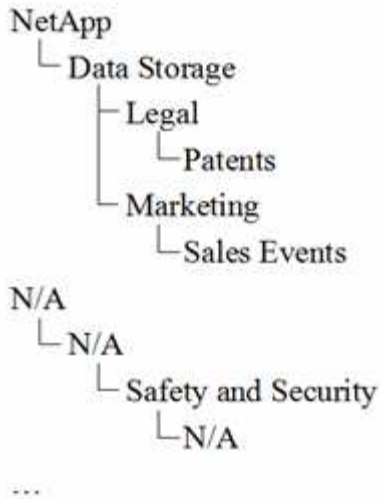 NetApp
Data Storage
Legal
Patents
Marketing
Sales Events
N/A
N/A
Safety and Security
N/A
...